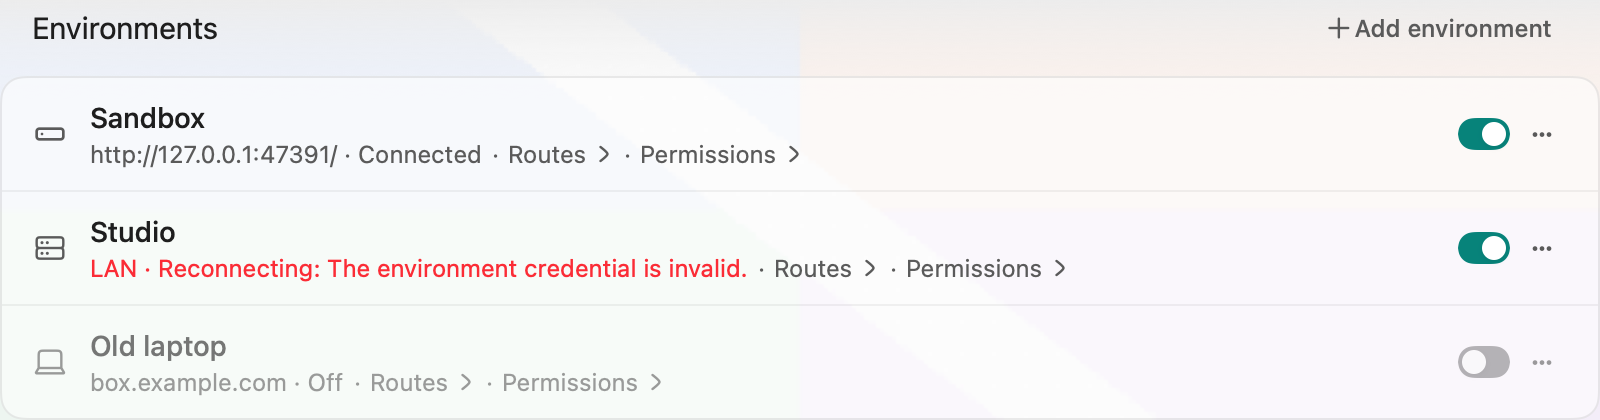 Environments
+ Add environment
Sandbox
http://127.0.0.1:47391/ · Connected · Routes > · Permissions >
Studio
LAN · Reconnecting: The environment credential is invalid. · Routes > · Permissions >
Old laptop
box.example.com · Off · Routes > · Permissions >